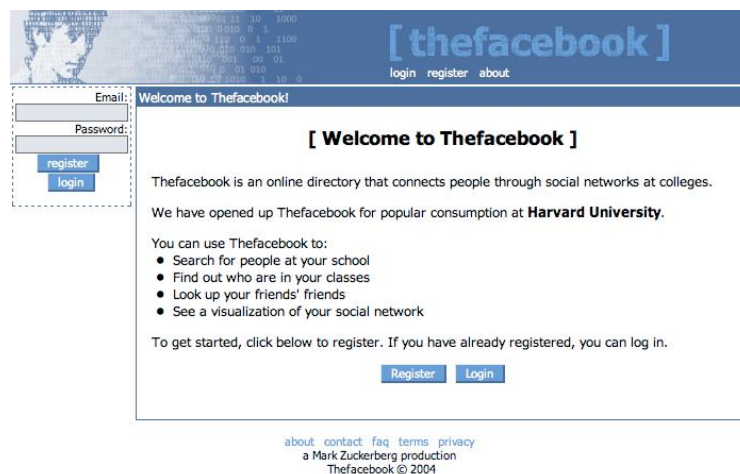 [ thefacebook ]
login register about
Email:
Password:
register
login
Welcome to Thefacebook!
[ Welcome to Thefacebook ]
Thefacebook is an online directory that connects people through social networks at colleges.
We have opened up Thefacebook for popular consumption at Harvard University.
You can use Thefacebook to:
• Search for people at your school
• Find out who are in your classes
• Look up your friends' friends
• See a visualization of your social network
To get started, click below to register. If you have already registered, you can log in.
Register Login
about contact faq terms privacy
a Mark Zuckerberg production
Thefacebook © 2004